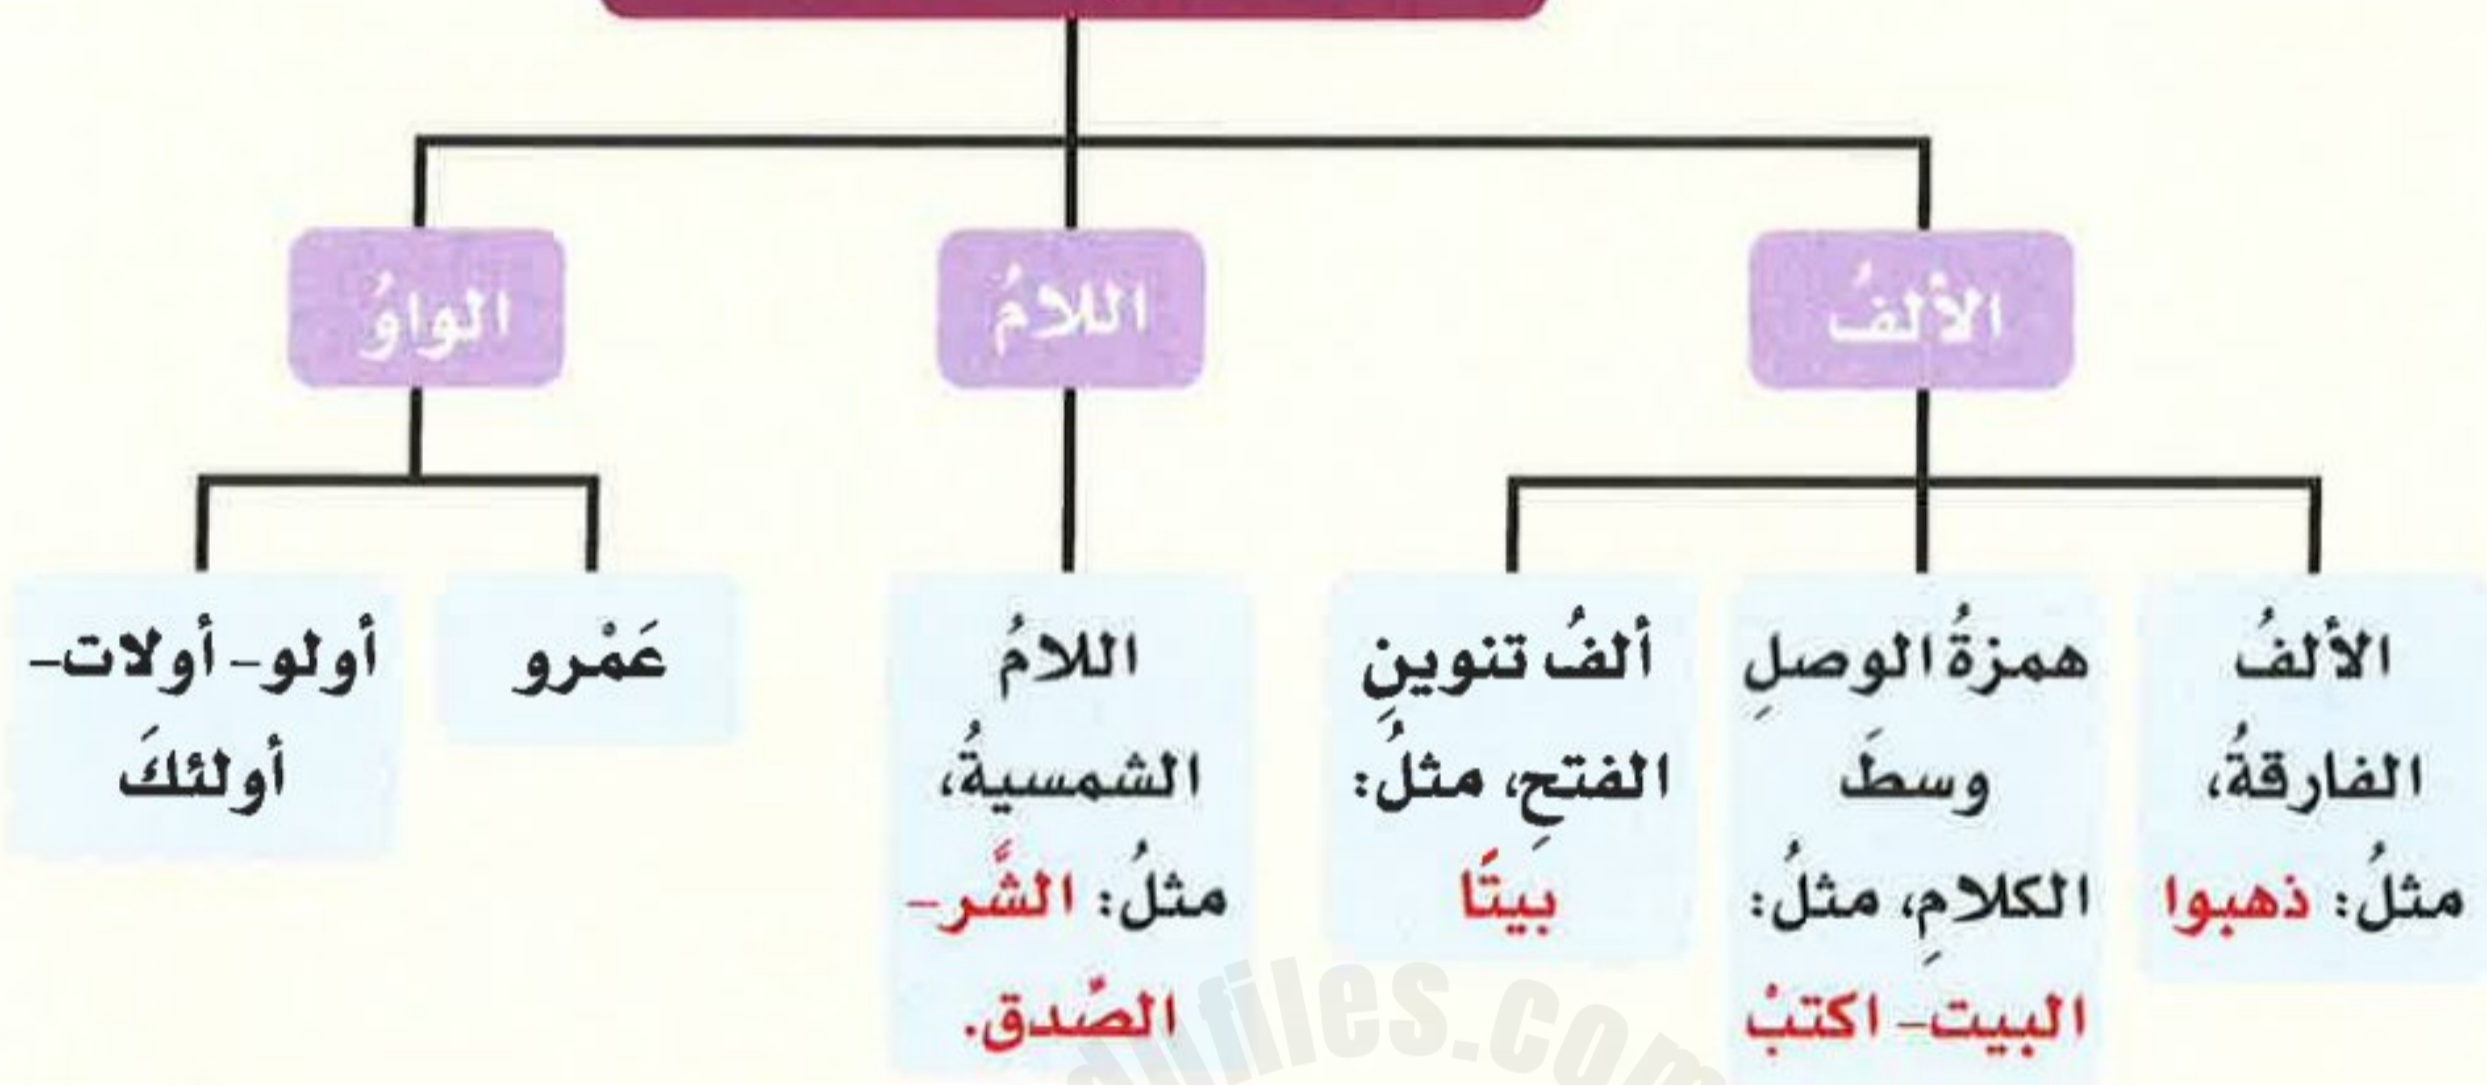 الألفُ
اللامُ
الواوُ
الألفُ
الفارقةُ،
مثلُ: ذهبوا
همزةُ الوصلِ
وسطَ
الكلامِ، مثلُ:
البيت - اكتبْ
ألفُ تنوينِ
الفتحِ، مثلُ:
بيتًا
اللامُ
الشمسيةُ،
مثلُ: الشَّر -
الصِّدق.
عَمْرو
أولو - أولات -
أولئكَ